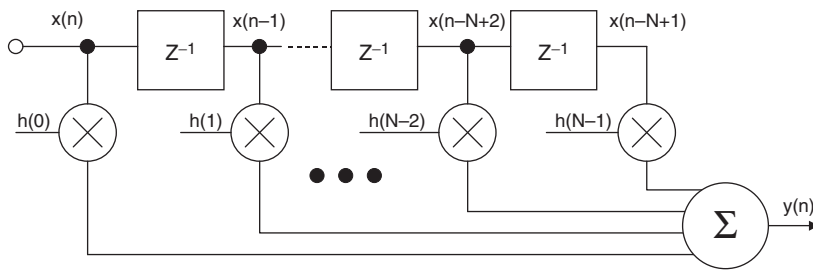 x(n) x(n–1) x(n–N+2) x(n–N+1)
Z⁻¹ Z⁻¹ Z⁻¹
h(0) h(1) h(N–2) h(N–1)
Σ y(n)